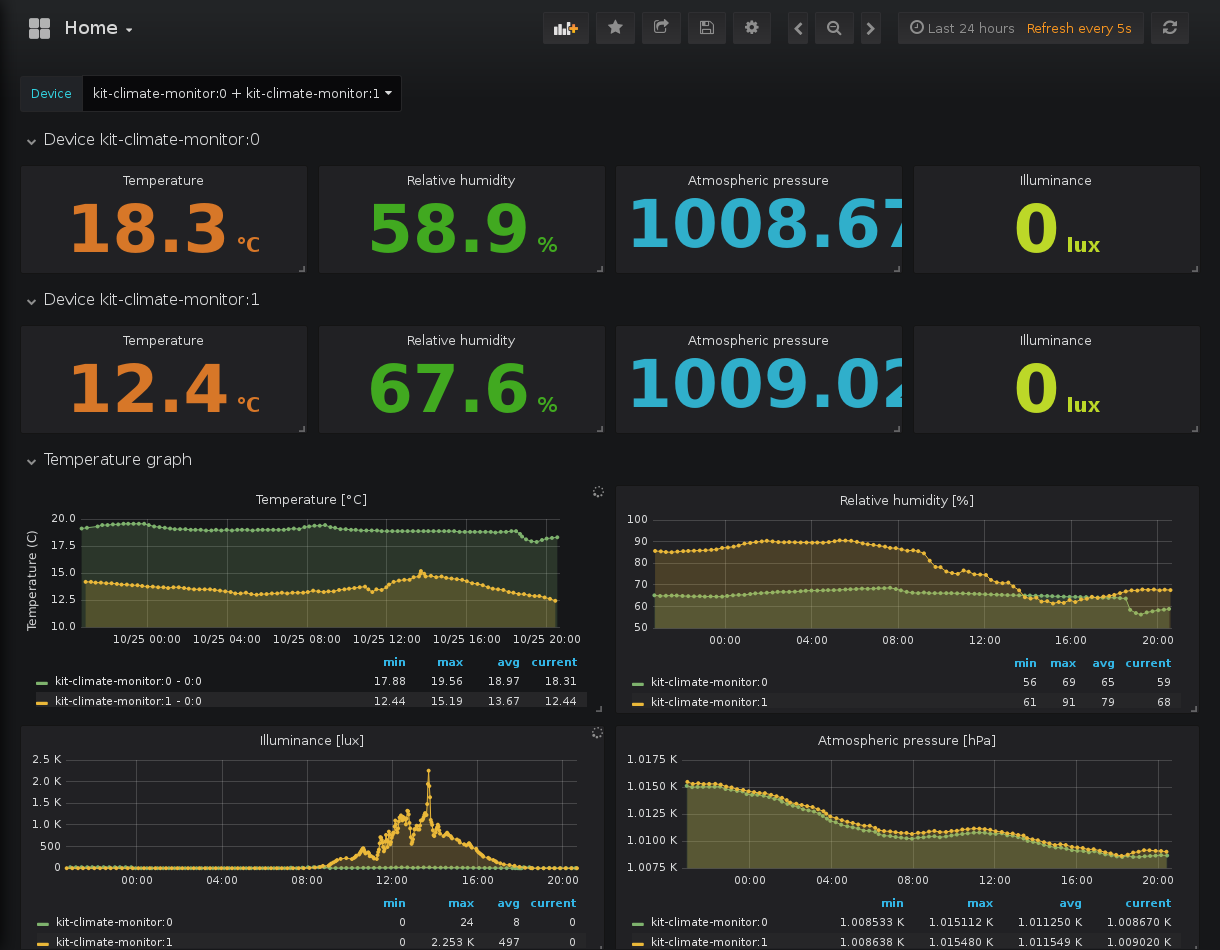 Home
Last 24 hours Refresh every 5s
Device kit-climate-monitor:0 + kit-climate-monitor:1
Device kit-climate-monitor:0
Temperature Relative humidity Atmospheric pressure Illuminance
18.3 °C 58.9 % 1008.67 0 lux
Device kit-climate-monitor:1
Temperature Relative humidity Atmospheric pressure Illuminance
12.4 °C 67.6 % 1009.02 0 lux
Temperature graph
Temperature [°C]
Temperature (C)
20.0
17.5
15.0
12.5
10.0
10/25 00:00 10/25 04:00 10/25 08:00 10/25 12:00 10/25 16:00 10/25 20:00
min max avg current
kit-climate-monitor:0 - 0:0 17.88 19.56 18.97 18.31
kit-climate-monitor:1 - 0:0 12.44 15.19 13.67 12.44
Relative humidity [%]
100
90
80
70
60
50
00:00 04:00 08:00 12:00 16:00 20:00
min max avg current
kit-climate-monitor:0 56 69 65 59
kit-climate-monitor:1 61 91 79 68
Illuminance [lux]
2.5 K
2.0 K
1.5 K
1.0 K
500
0
00:00 04:00 08:00 12:00 16:00 20:00
min max avg current
kit-climate-monitor:0 0 24 8 0
kit-climate-monitor:1 0 2.253 K 497 0
Atmospheric pressure [hPa]
1.0175 K
1.0150 K
1.0125 K
1.0100 K
1.0075 K
00:00 04:00 08:00 12:00 16:00 20:00
min max avg current
kit-climate-monitor:0 1.008533 K 1.015112 K 1.011250 K 1.008670 K
kit-climate-monitor:1 1.008638 K 1.015480 K 1.011549 K 1.009020 K